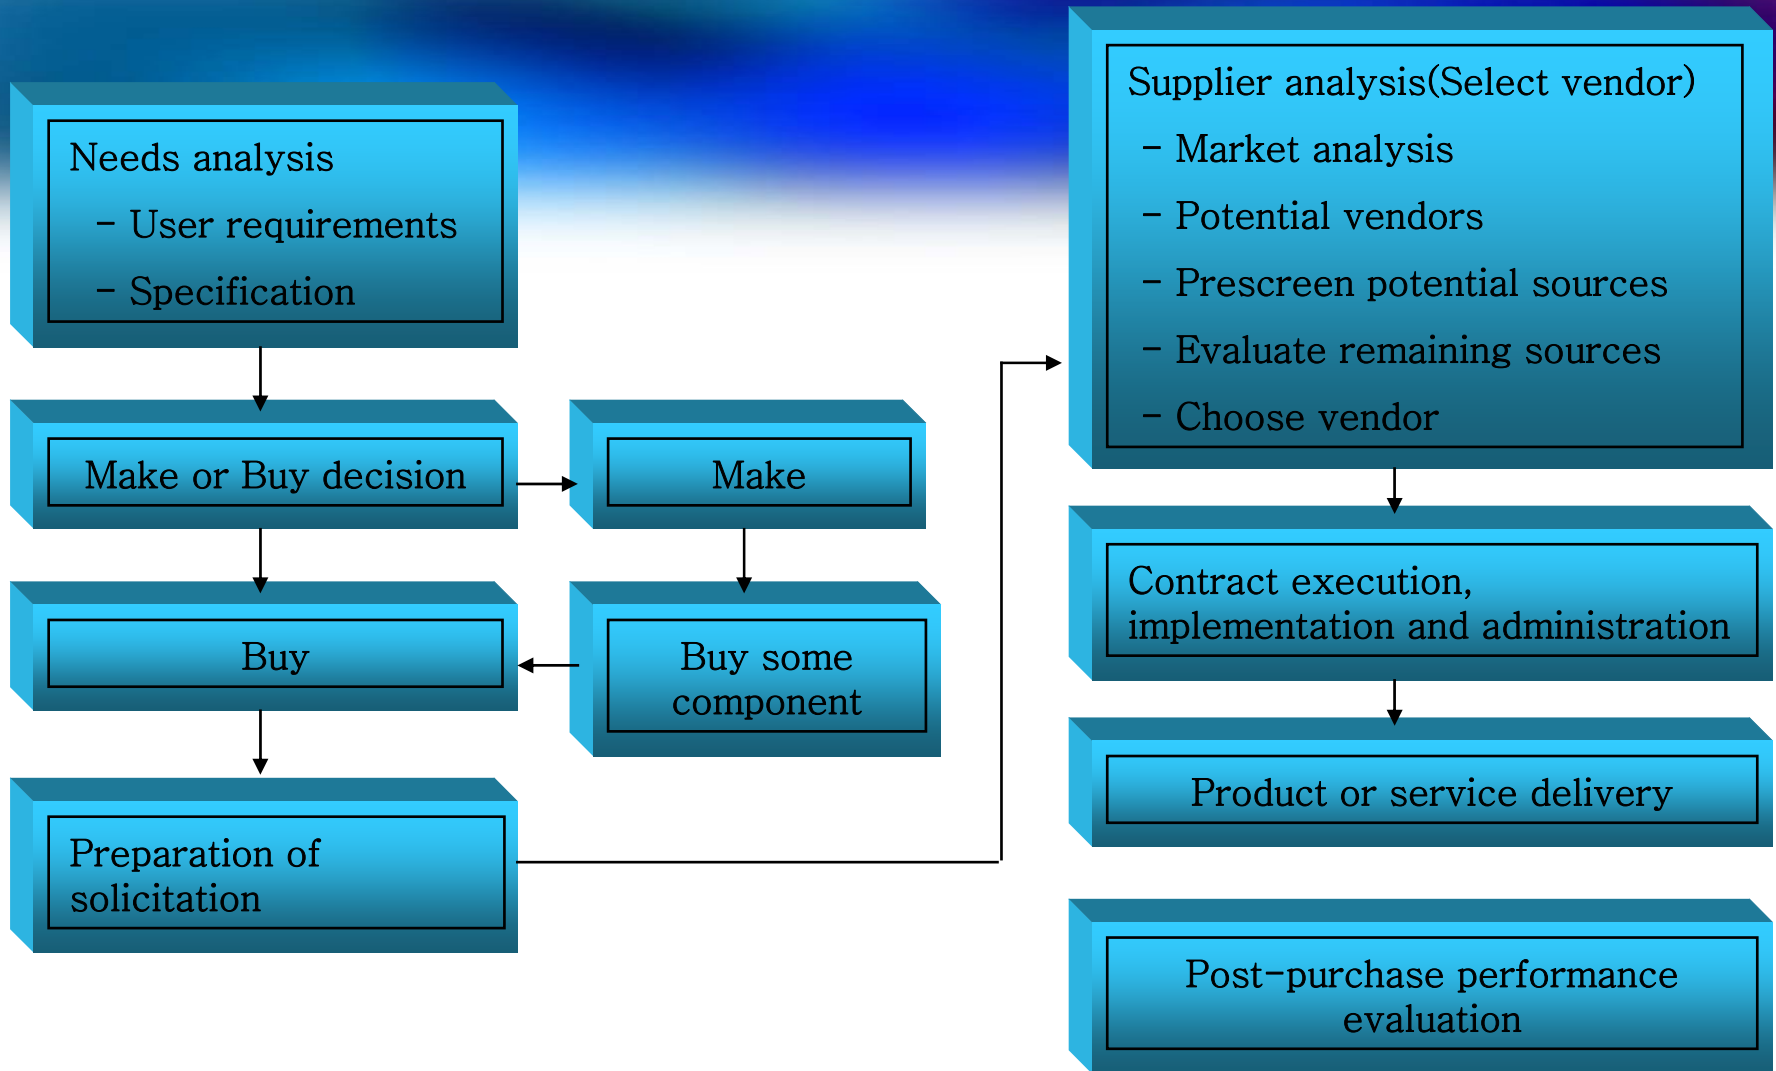 Needs analysis
- User requirements
- Specification
Make or Buy decision
Make
Buy
Buy some
component
Preparation of
solicitation
Supplier analysis(Select vendor)
- Market analysis
- Potential vendors
- Prescreen potential sources
- Evaluate remaining sources
- Choose vendor
Contract execution,
implementation and administration
Product or service delivery
Post-purchase performance
evaluation